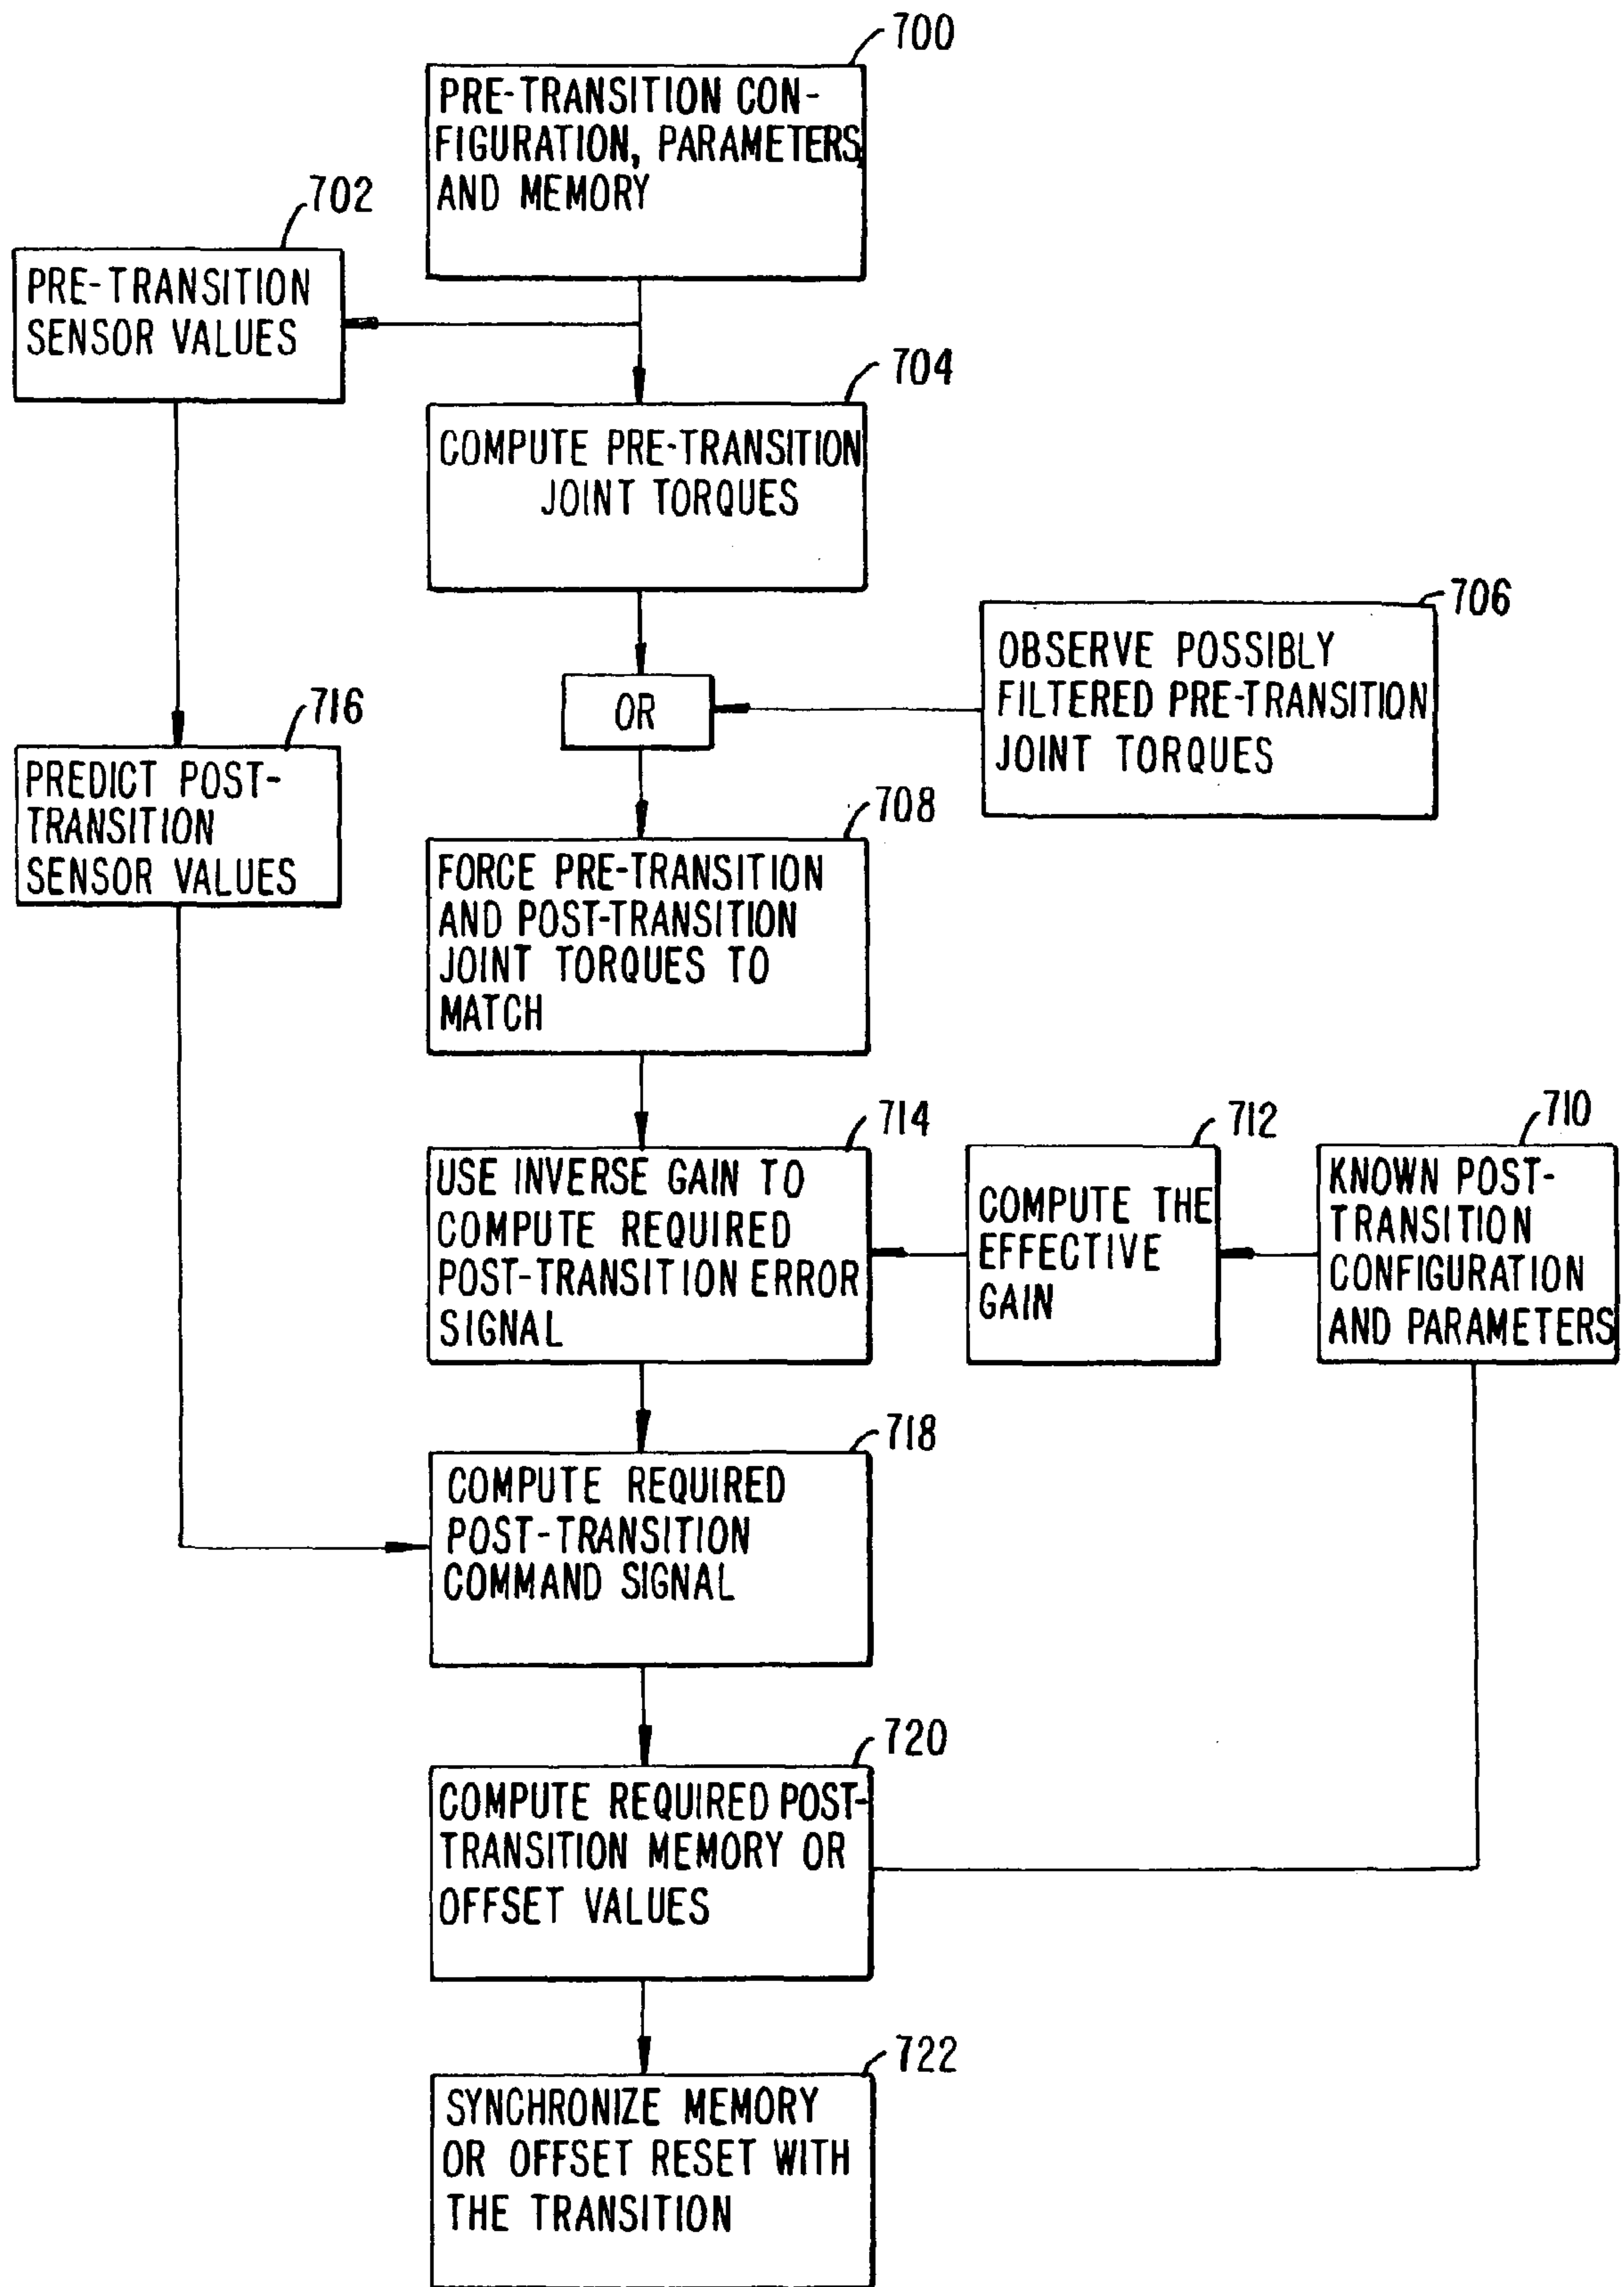 700
PRE-TRANSITION CON-
FIGURATION, PARAMETERS,
AND MEMORY
702
PRE-TRANSITION
SENSOR VALUES
704
COMPUTE PRE-TRANSITION
JOINT TORQUES
706
OBSERVE POSSIBLY
FILTERED PRE-TRANSITION
JOINT TORQUES
OR
716
PREDICT POST-
TRANSITION
SENSOR VALUES
708
FORCE PRE-TRANSITION
AND POST-TRANSITION
JOINT TORQUES TO
MATCH
714
USE INVERSE GAIN TO
COMPUTE REQUIRED
POST-TRANSITION ERROR
SIGNAL
712
COMPUTE THE
EFFECTIVE
GAIN
710
KNOWN POST-
TRANSITION
CONFIGURATION
AND PARAMETERS
718
COMPUTE REQUIRED
POST-TRANSITION
COMMAND SIGNAL
720
COMPUTE REQUIRED POST-
TRANSITION MEMORY OR
OFFSET VALUES
722
SYNCHRONIZE MEMORY
OR OFFSET RESET WITH
THE TRANSITION